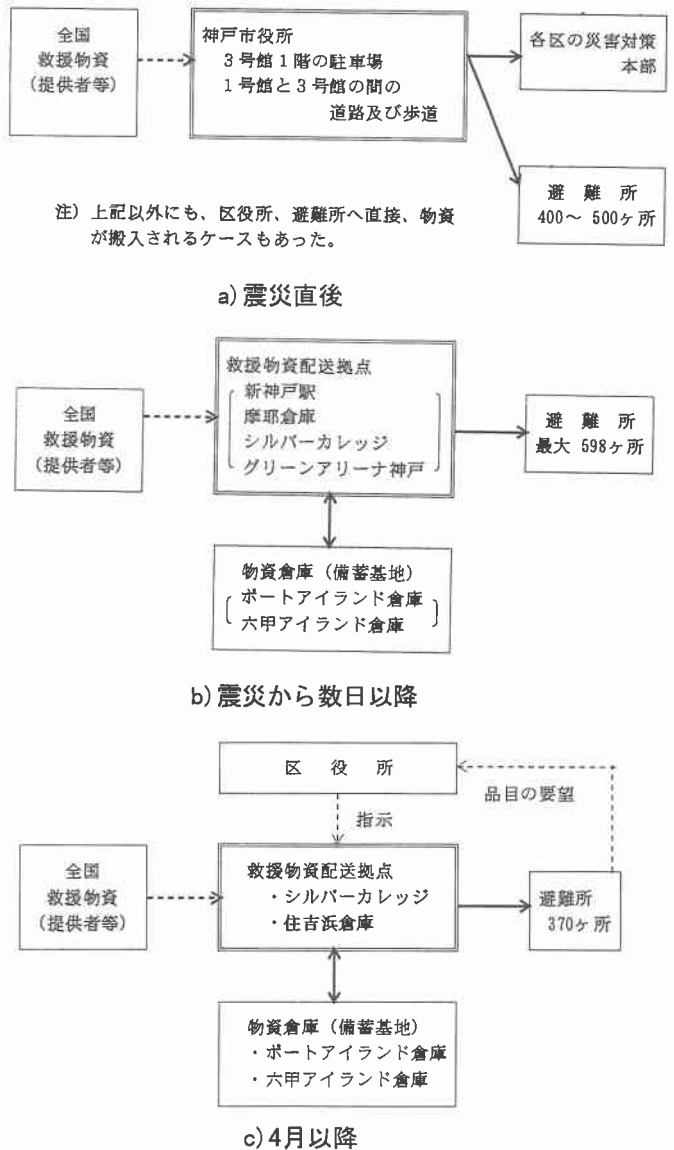 全国
救援物資
(提供者等)
神戸市役所
3号館1階の駐車場
1号館と3号館の間の
道路及び歩道
各区の災害対策
本部
避難所
400～500ヶ所
注) 上記以外にも、区役所、避難所へ直接、物資
が搬入されるケースもあった。
a)震災直後
全国
救援物資
(提供者等)
救援物資配送拠点
新神戸駅
摩耶倉庫
シルバーカレッジ
グリーンアリーナ神戸
避難所
最大 598ヶ所
物資倉庫 (備蓄基地)
ポートアイランド倉庫
六甲アイランド倉庫
b)震災から数日以降
区役所
品目の要望
指示
全国
救援物資
(提供者等)
救援物資配送拠点
・シルバーカレッジ
・住吉浜倉庫
避難所
370ヶ所
物資倉庫 (備蓄基地)
・ポートアイランド倉庫
・六甲アイランド倉庫
c)4月以降